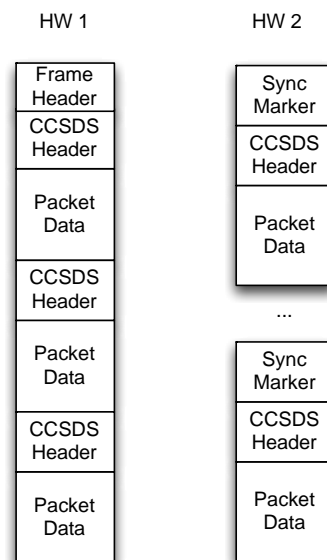 HW 1
Frame
Header
CCSDS
Header
Packet
Data
CCSDS
Header
Packet
Data
CCSDS
Header
Packet
Data
HW 2
Sync
Marker
CCSDS
Header
Packet
Data
...
Sync
Marker
CCSDS
Header
Packet
Data